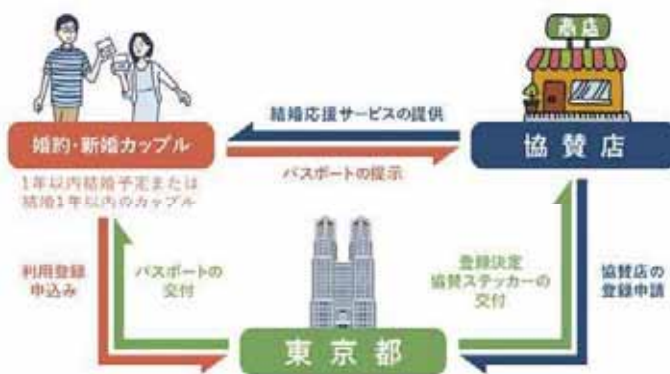 商店
結婚応援サービスの提供
婚約・新婚カップル
協賛店
パスポートの提示
1年以内結婚予定または
結婚1年以内のカップル
利用登録
申込み
パスポートの
交付
登録決定
協賛ステッカーの
交付
協賛店の
登録申請
東京都